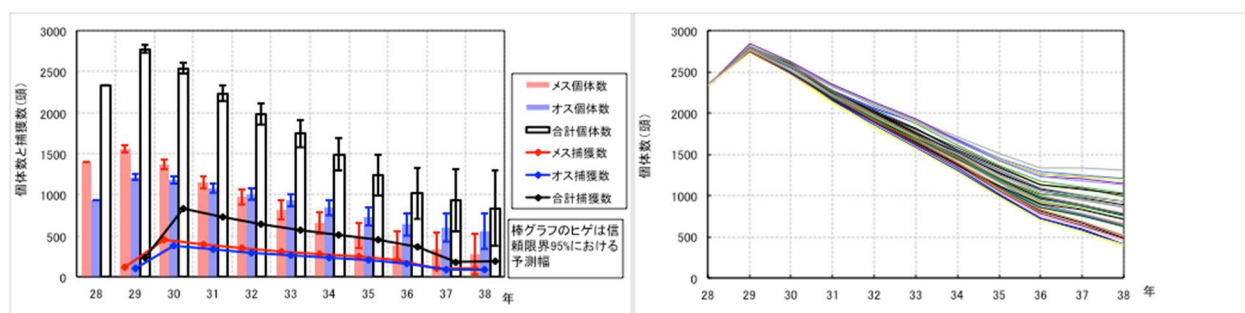 個体数と捕獲数(頭)
3000
2500
2000
1500
1000
500
0
28 29 30 31 32 33 34 35 36 37 38 年
メス個体数
オス個体数
合計個体数
メス捕獲数
オス捕獲数
合計捕獲数
棒グラフのヒゲは信
頼限界95%における
予測幅
個体数(頭)
3000
2500
2000
1500
1000
500
0
28 29 30 31 32 33 34 35 36 37 38 年